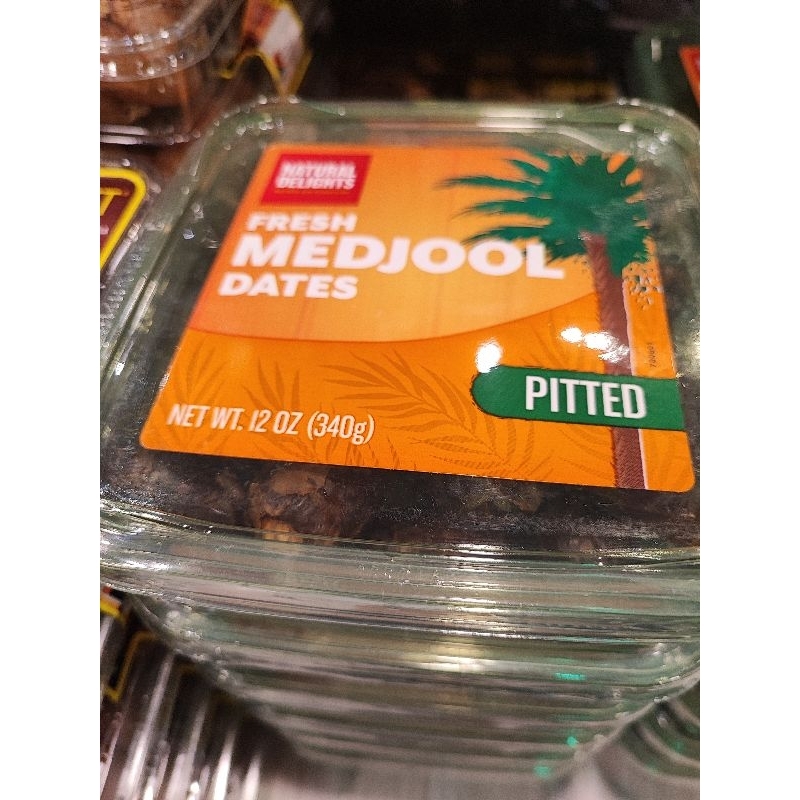 NATURAL
DELIGHTS
FRESH
MEDJOOL
DATES
PITTED
NET WT. 12 OZ (340g)